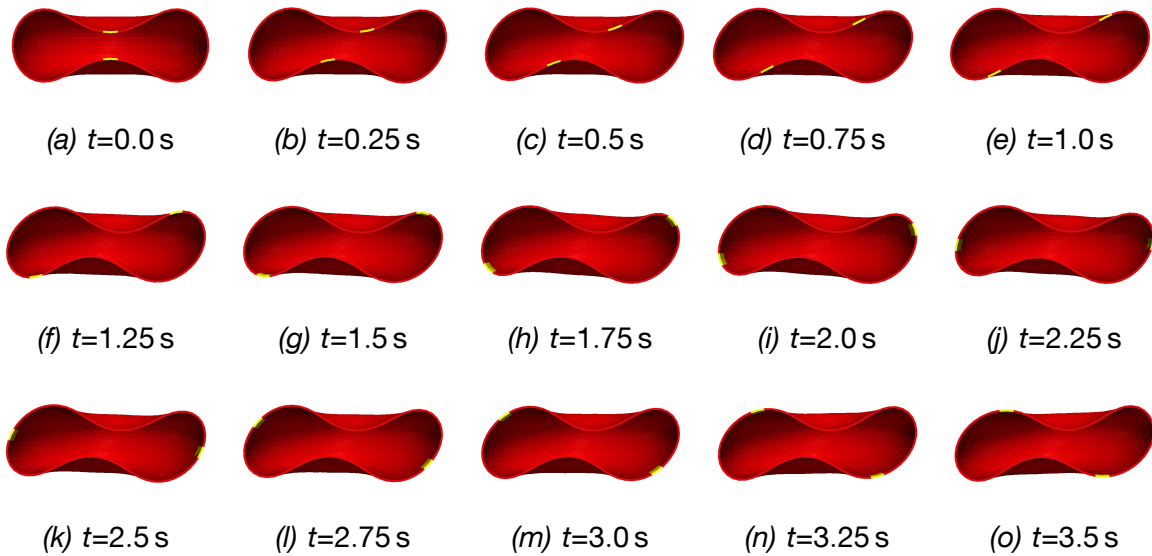 (a) t=0.0 s
(b) t=0.25 s
(c) t=0.5 s
(d) t=0.75 s
(e) t=1.0 s
(f) t=1.25 s
(g) t=1.5 s
(h) t=1.75 s
(i) t=2.0 s
(j) t=2.25 s
(k) t=2.5 s
(l) t=2.75 s
(m) t=3.0 s
(n) t=3.25 s
(o) t=3.5 s